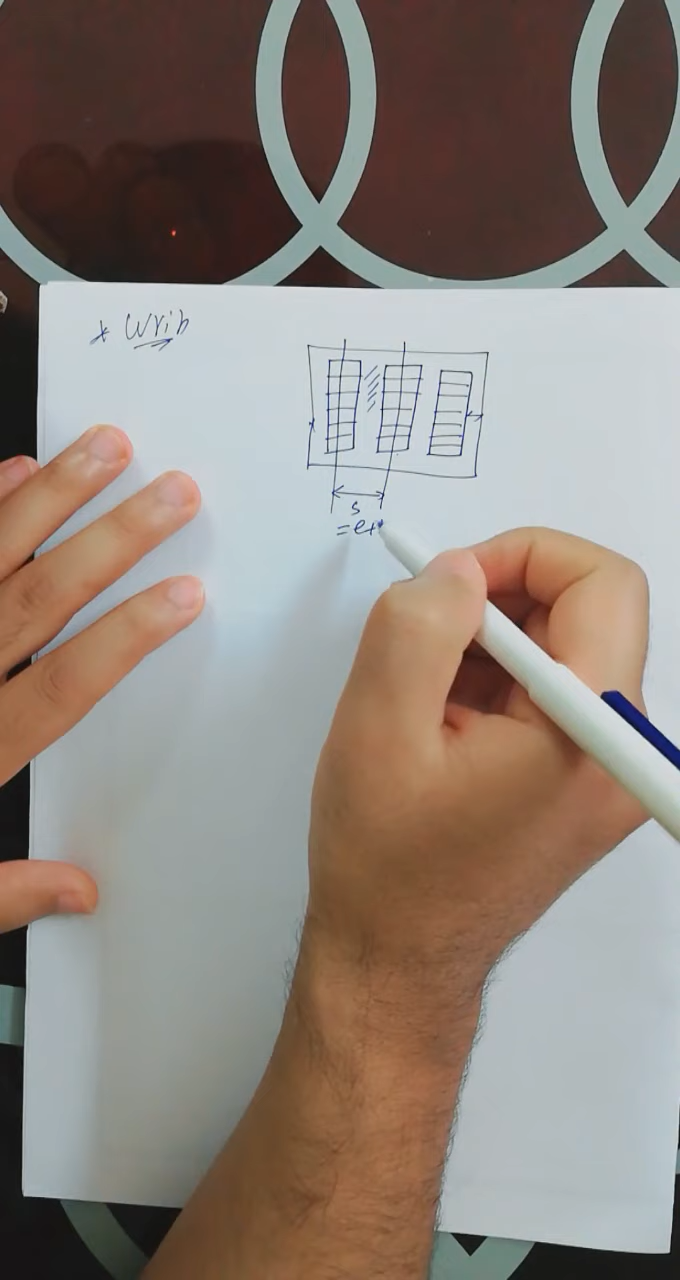 * Wrib
s
= e+